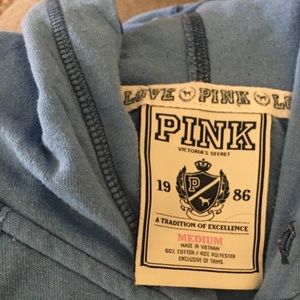 LOVE PINK LO
PINK
VICTORIA'S SECRET
19 P 86
A TRADITION OF EXCELLENCE
MEDIUM
MADE IN VIETNAM
60% COTTON / 40% POLYESTER
EXCLUSIVE OF TRIMS